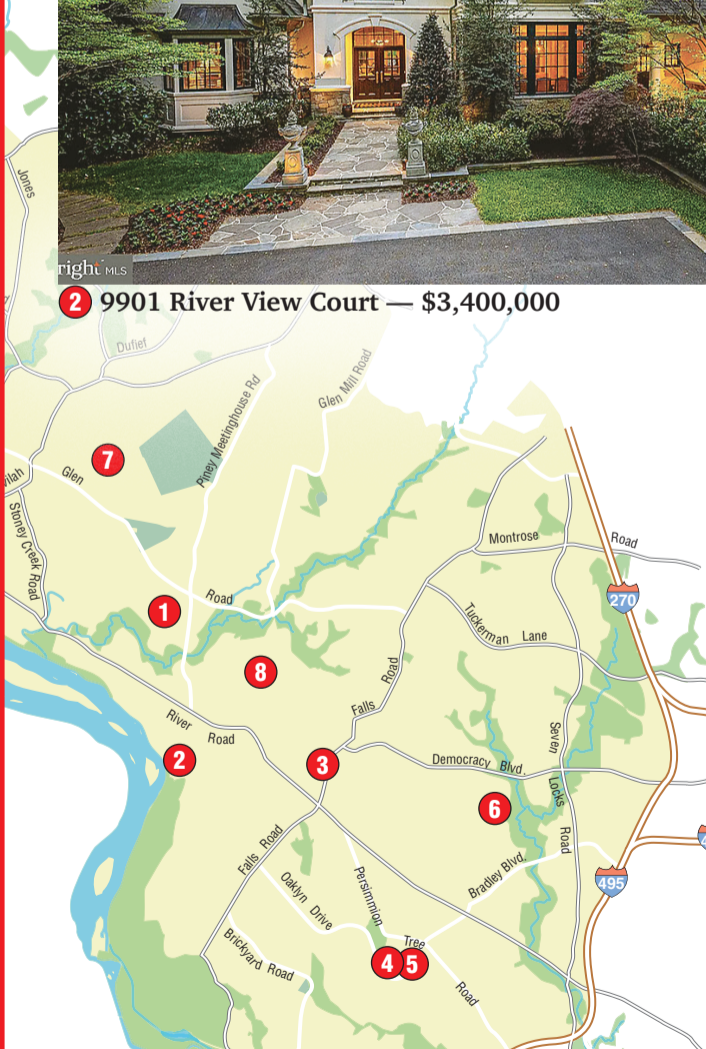 right MLS
2 9901 River View Court — $3,400,000
Jones
Dufief
Piney Meetinghouse Rd
Glen Mill Road
7
Glen
Stoney Creek Road
Montrose Road
270
1
Road
Tuckerman Lane
8
Falls Road
River Road
2
3
Democracy Blvd.
Seven Locks Road
6
Falls Road
Persimmion Tree Road
Bradley Blvd.
495
Oaklyn Drive
Brickyard Road
4 5